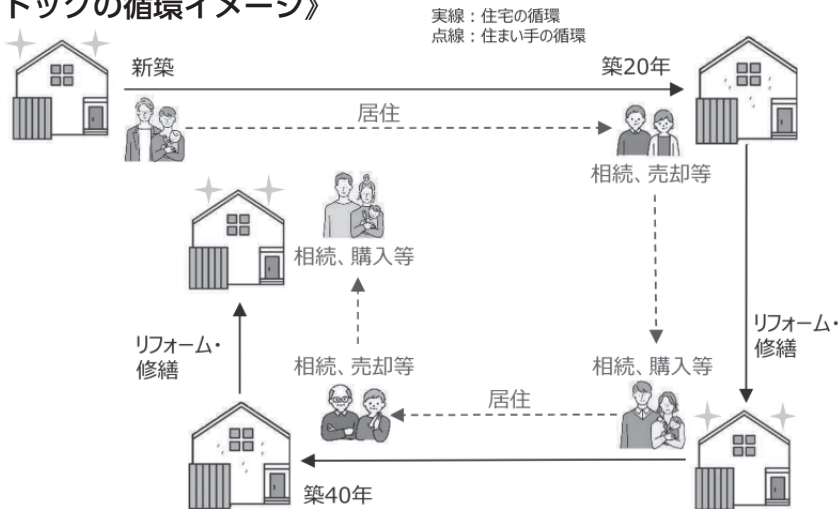 トックの循環イメージ》
実線：住宅の循環
点線：住まい手の循環
新築
築20年
居住
相続、売却等
相続、購入等
リフォーム・
修繕
リフォーム・
修繕
相続、売却等
相続、購入等
居住
築40年